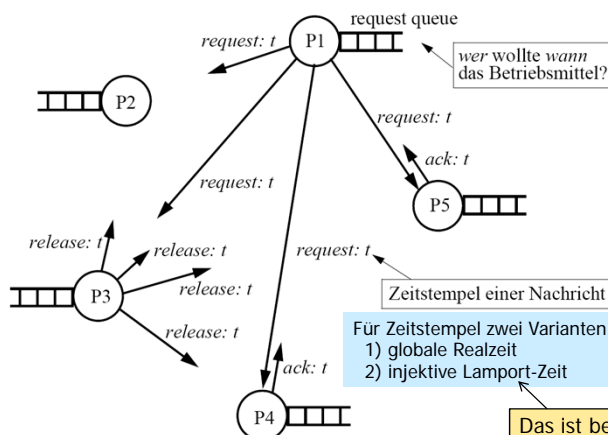 request queue
P1
request: t
wer wollte wann
das Betriebsmittel?
P2
request: t
ack: t
request: t
P5
release: t
release: t
request: t
release: t
P3
Zeitstempel einer Nachricht
release: t
Für Zeitstempel zwei Varianten
1) globale Realzeit
2) injektive Lamport-Zeit
ack: t
P4
Das ist be